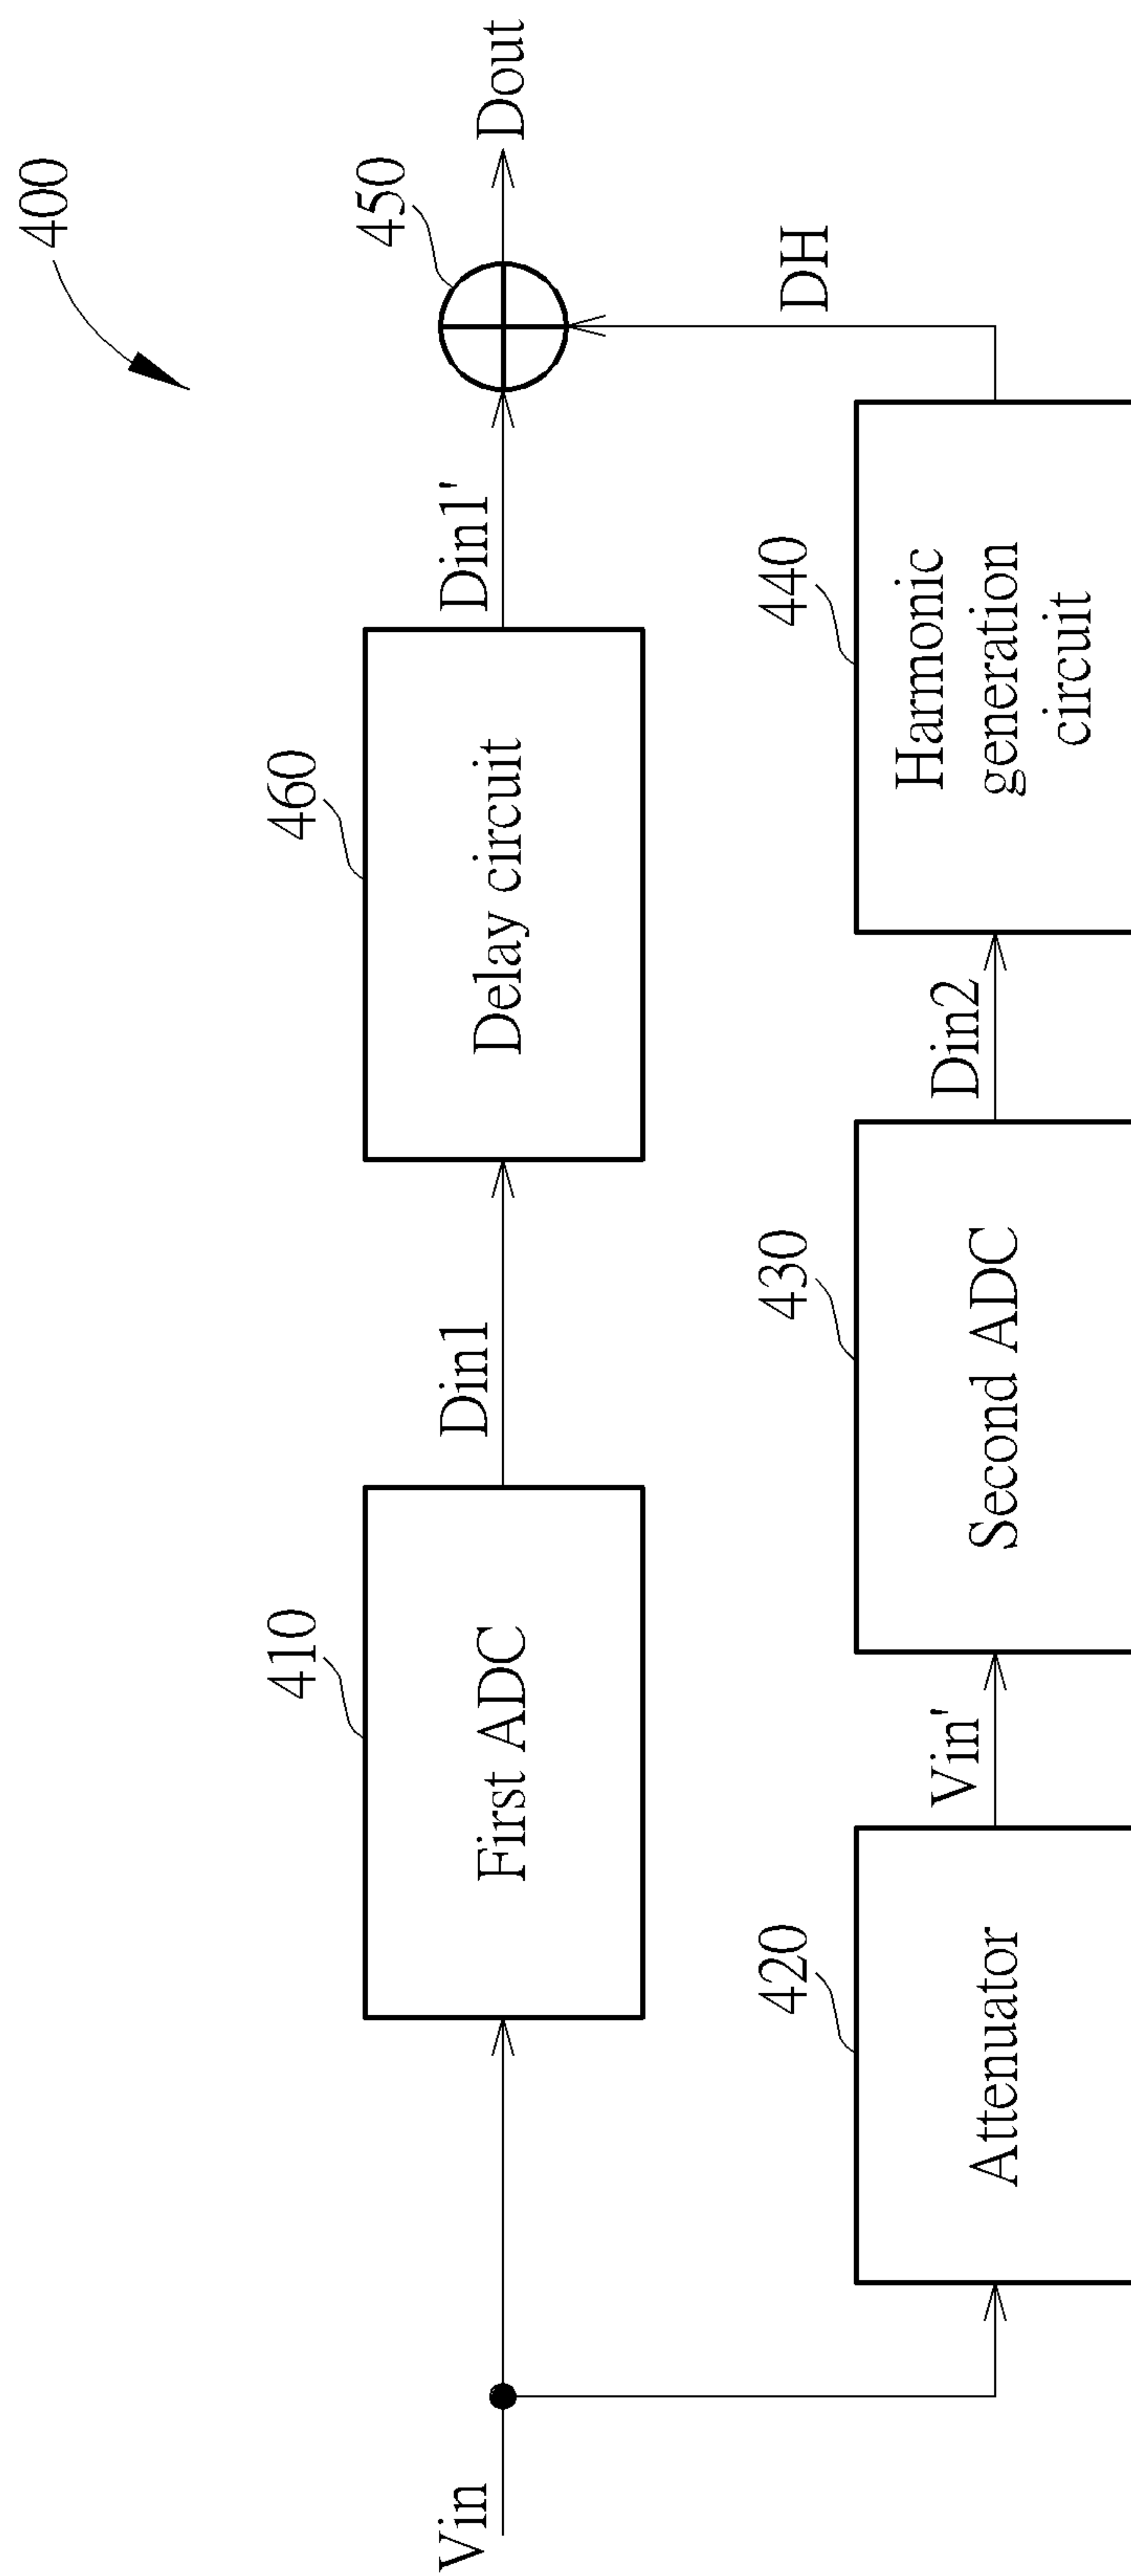 400
450
Dout
460
Din1'
410
Din1
Delay circuit
First ADC
Vin
DH
440
430
420
Harmonic
generation
circuit
Din2
Second ADC
Vin'
Attenuator